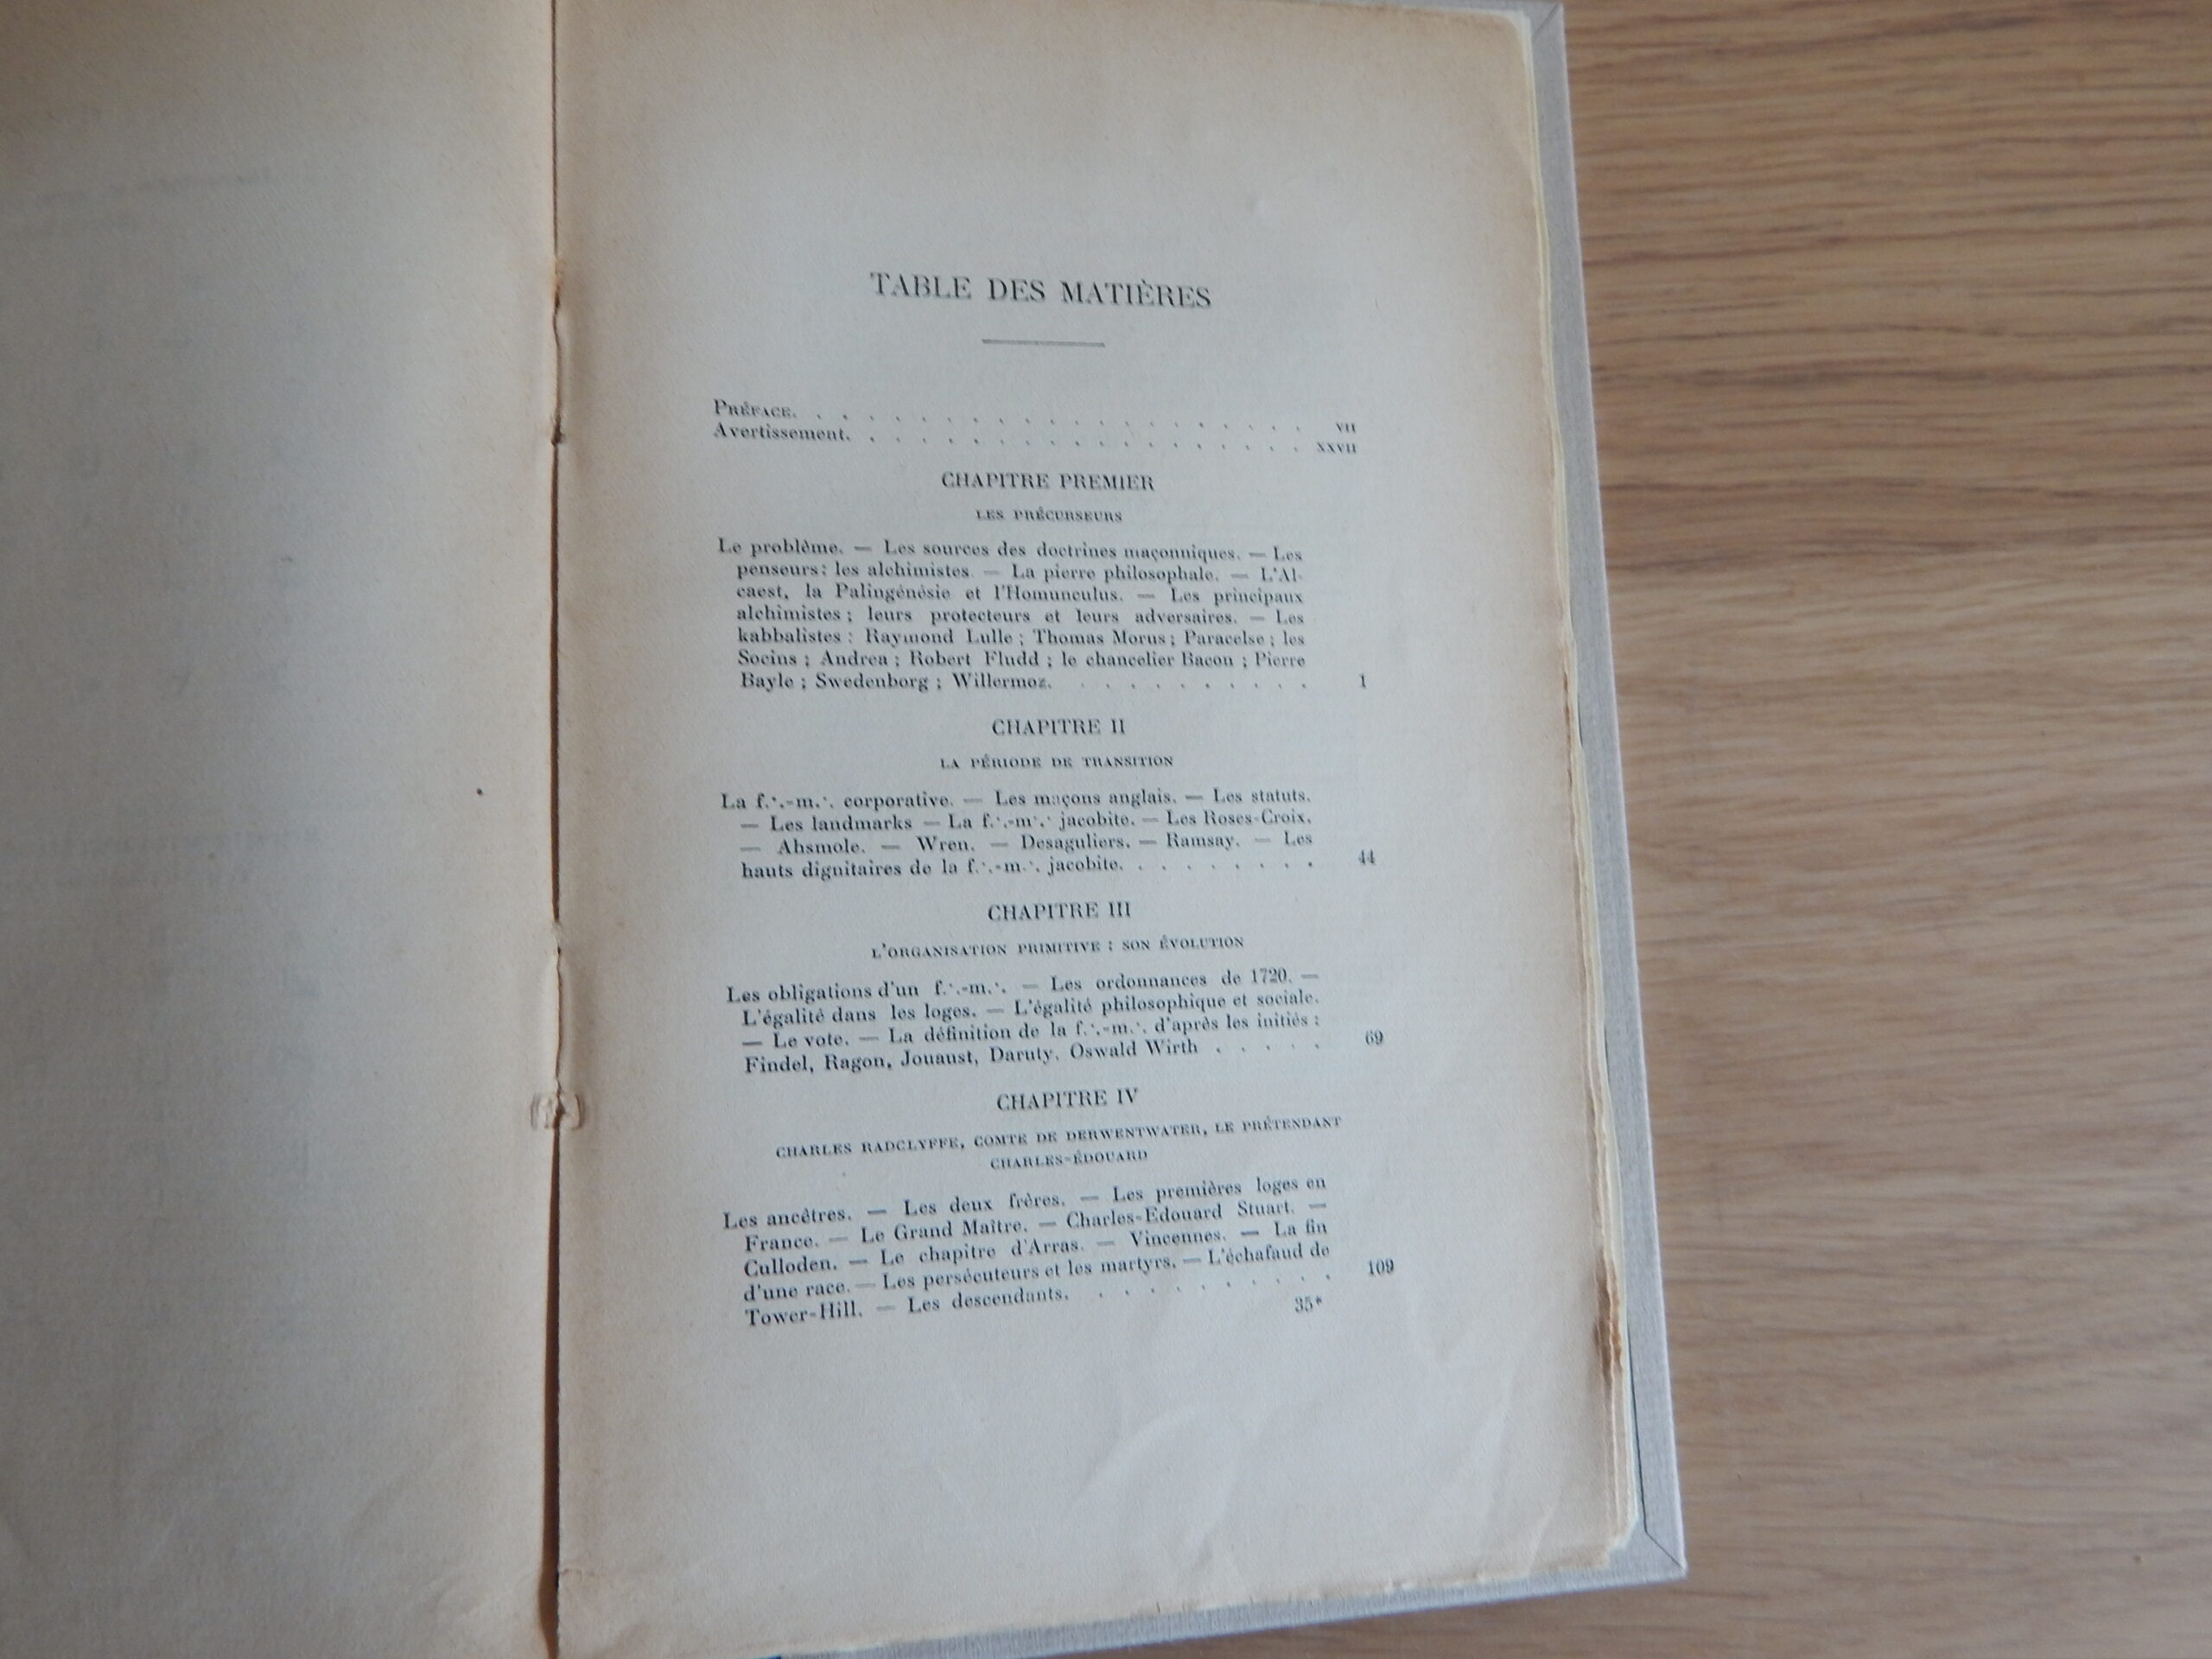 TABLE DES MATIÈRES
PRÉFACE. . . . . . . . . . . . . . . . . . . . . VII
Avertissement. . . . . . . . . . . . . . . . . . . XXVII
CHAPITRE PREMIER
LES PRÉCURSEURS
Le problème. — Les sources des doctrines maçonniques. — Les
penseurs : les alchimistes. — La pierre philosophale. — L'Al-
caest, la Palingénésie et l'Homunculus. — Les principaux
alchimistes ; leurs protecteurs et leurs adversaires. — Les
kabbalistes : Raymond Lulle ; Thomas Morus ; Paracelse ; les
Socins ; Andrea ; Robert Fludd ; le chancelier Bacon ; Pierre
Bayle ; Swedenborg ; Willermoz. . . . . . . . . . . 1
CHAPITRE II
LA PÉRIODE DE TRANSITION
La f∴-m∴ corporative. — Les maçons anglais. — Les statuts.
— Les landmarks — La f∴-m∴ jacobite. — Les Roses-Croix.
— Ahsmole. — Wren. — Desaguliers. — Ramsay. — Les
hauts dignitaires de la f∴-m∴ jacobite. . . . . . . . . 44
CHAPITRE III
L'ORGANISATION PRIMITIVE : SON ÉVOLUTION
Les obligations d'un f∴-m∴. — Les ordonnances de 1720. —
L'égalité dans les loges. — L'égalité philosophique et sociale.
— Le vote. — La définition de la f∴-m∴ d'après les initiés :
Findel, Ragon, Jouaust, Daruty, Oswald Wirth . . . . . 69
CHAPITRE IV
CHARLES RADCLYFFE, COMTE DE DERWENTWATER, LE PRÉTENDANT
CHARLES-ÉDOUARD
Les ancêtres. — Les deux frères. — Les premières loges en
France. — Le Grand Maître. — Charles-Edouard Stuart. —
Culloden. — Le chapitre d'Arras. — Vincennes. — La fin
d'une race. — Les persécuteurs et les martyrs. — L'échafaud de
Tower-Hill. — Les descendants. . . . . . . . . . . 109
35*